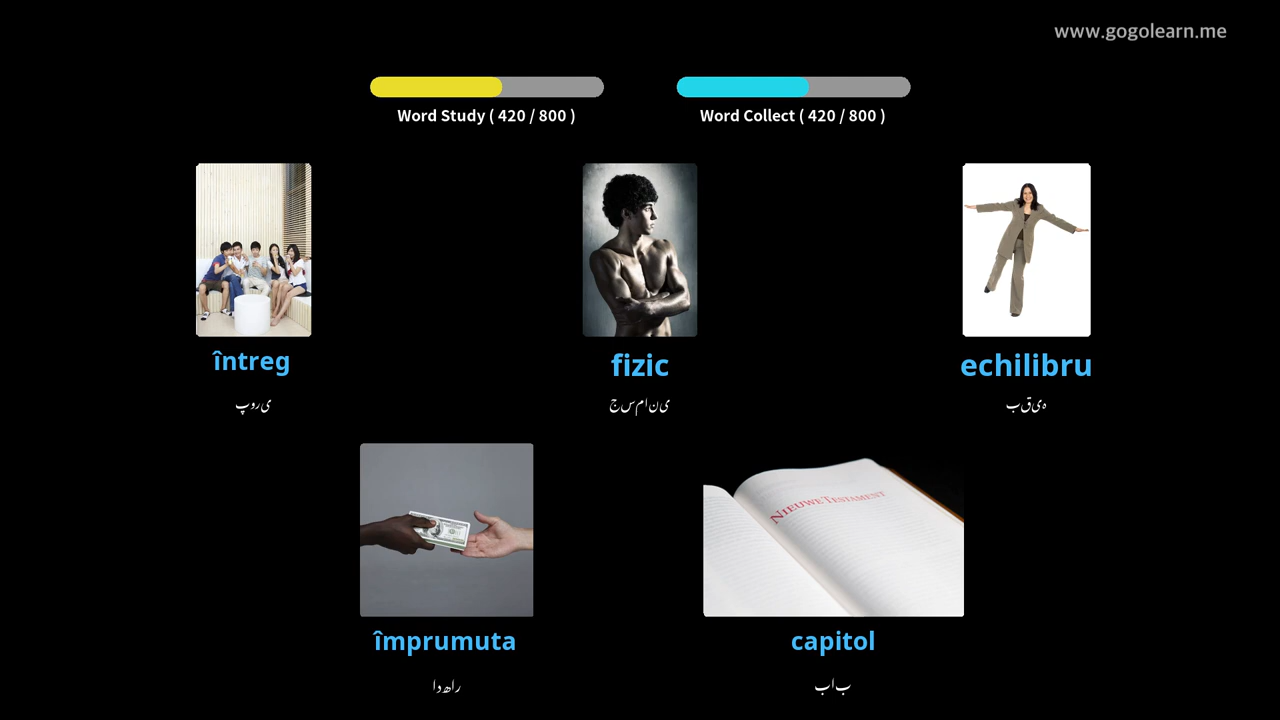 www.gogolearn.me
Word Study ( 420 / 800 )
Word Collect ( 420 / 800 )
întreg
fizic
echilibru
پوری
جسمانی
بقیہ
împrumuta
capitol
ادھار
باب
NIEUWE TESTAMENT